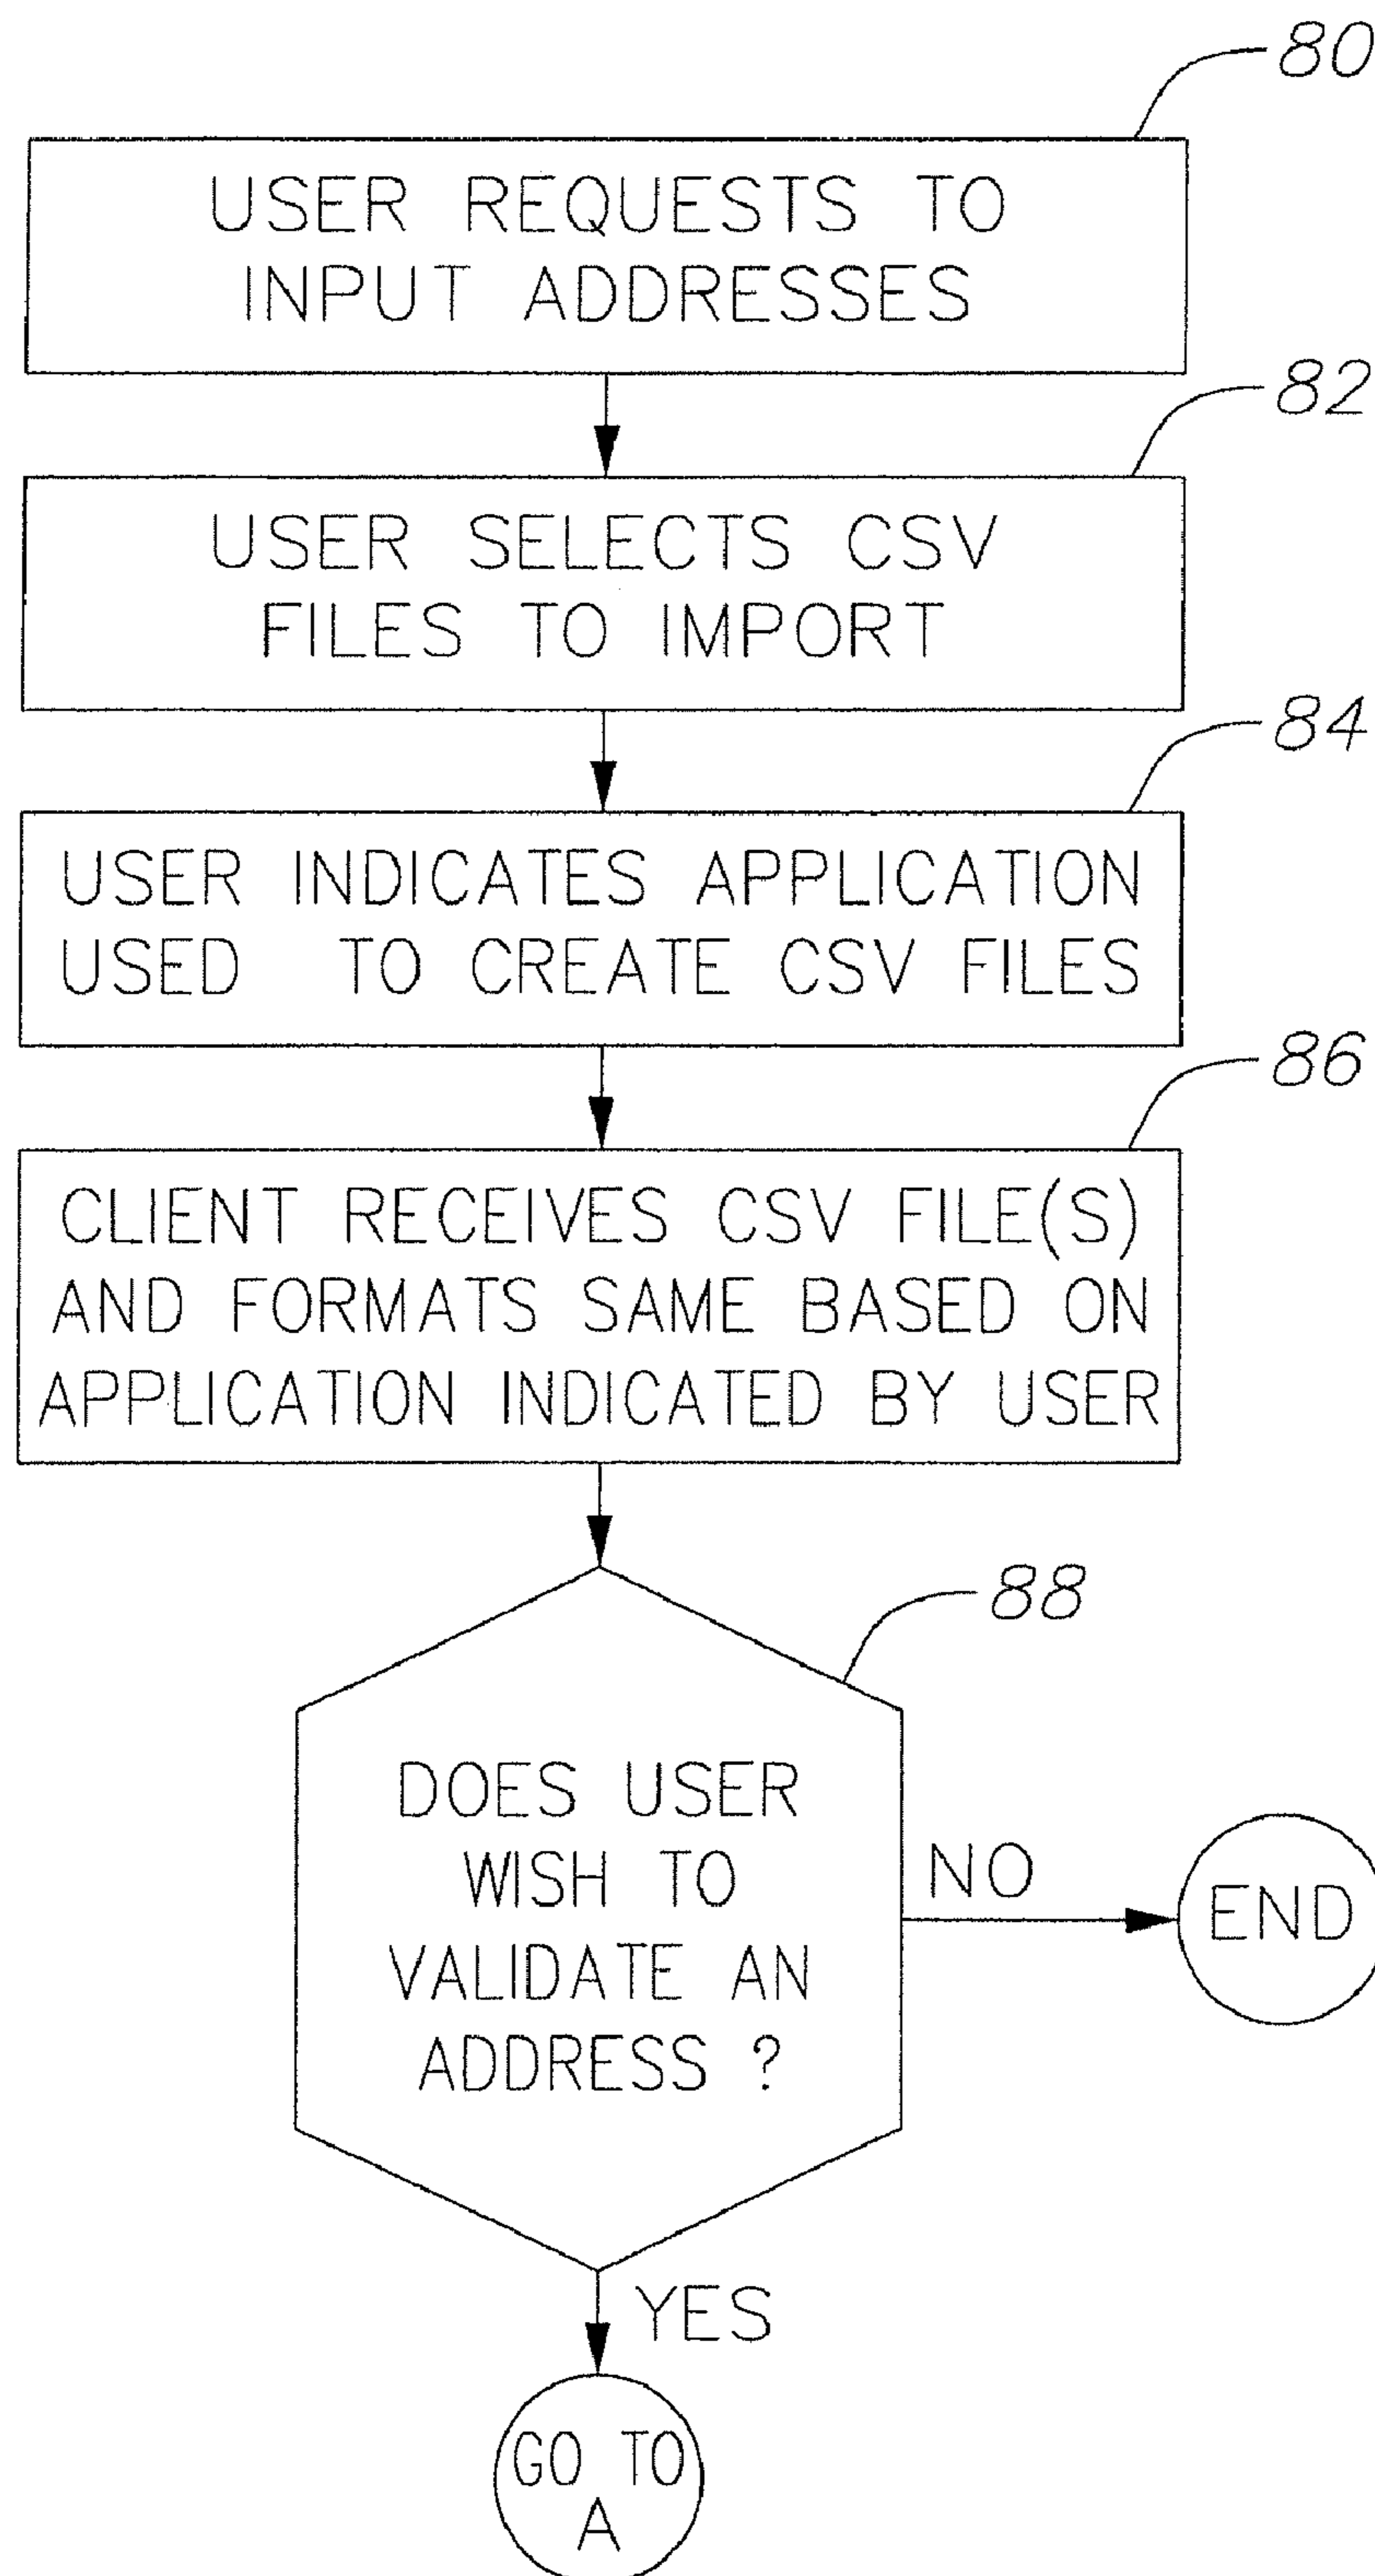 80
USER REQUESTS TO
INPUT ADDRESSES
82
USER SELECTS CSV
FILES TO IMPORT
84
USER INDICATES APPLICATION
USED TO CREATE CSV FILES
86
CLIENT RECEIVES CSV FILE(S)
AND FORMATS SAME BASED ON
APPLICATION INDICATED BY USER
88
DOES USER
WISH TO
VALIDATE AN
ADDRESS ?
NO
END
YES
GO TO
A